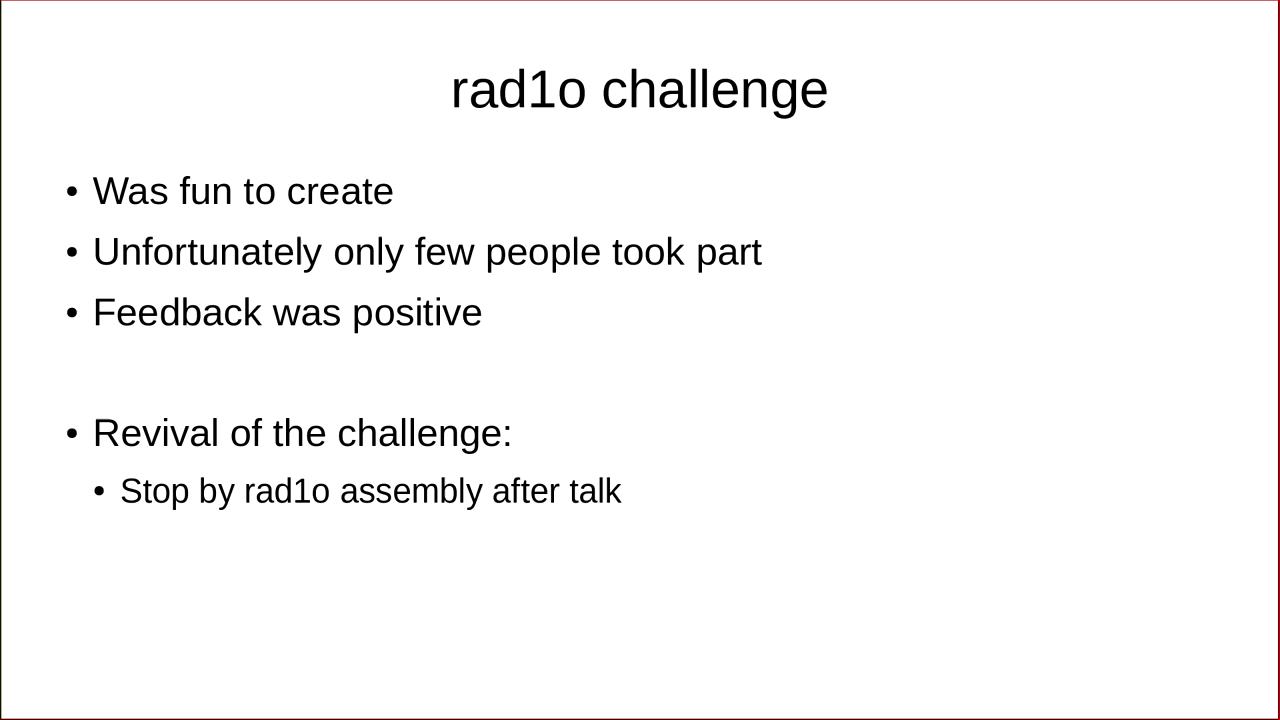 rad1o challenge
• Was fun to create
• Unfortunately only few people took part
• Feedback was positive
• Revival of the challenge:
• Stop by rad1o assembly after talk